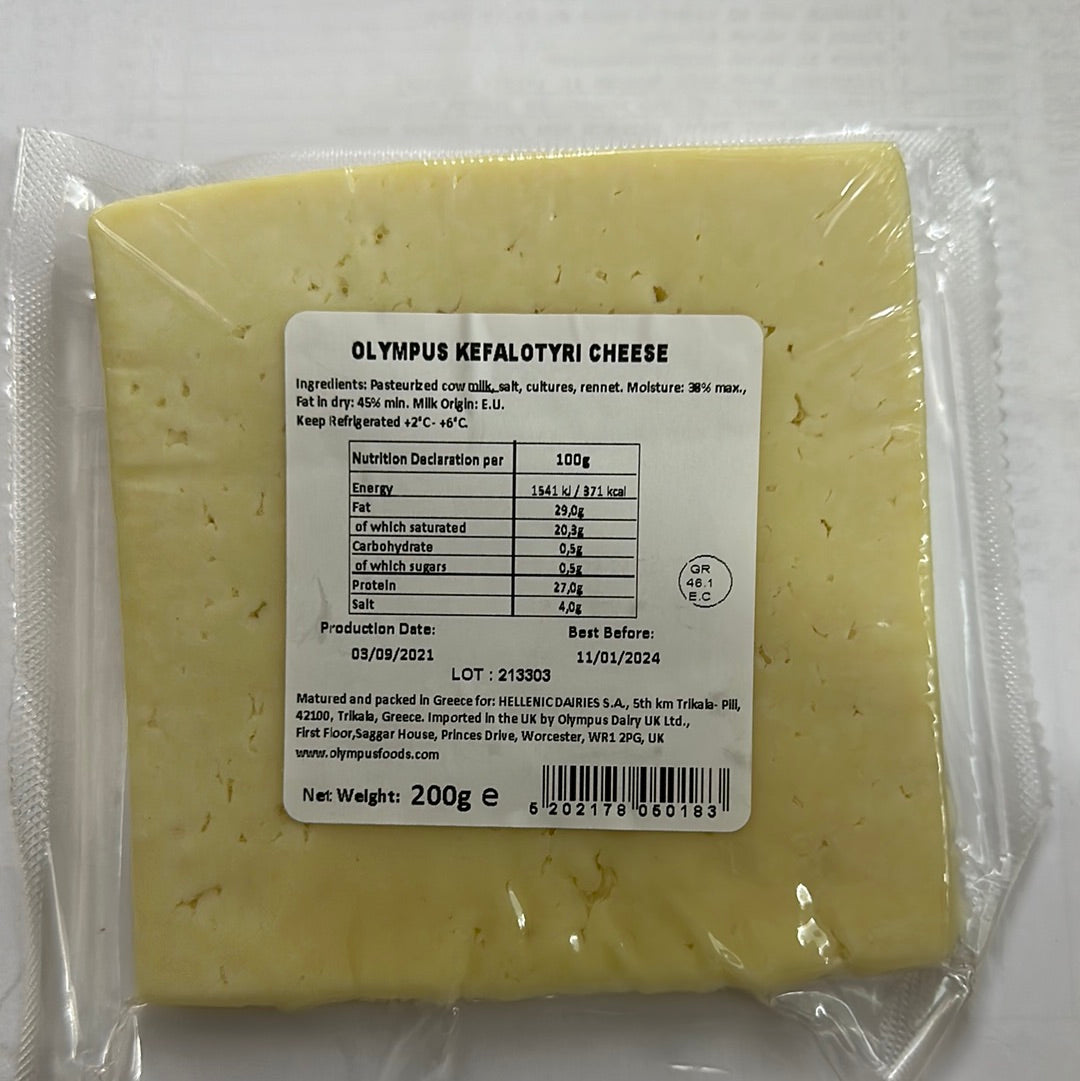 OLYMPUS KEFALOTYRI CHEESE
Ingredients: Pasteurized cow milk, salt, cultures, rennet. Moisture: 38% max.,
Fat in dry: 45% min. Milk Origin: E.U.
Keep Refrigerated +2°C- +6°C.
Nutrition Declaration per 100g
Energy 1541 kJ / 371 kcal
Fat 29,0g
of which saturated 20,3g
Carbohydrate 0,5g
of which sugars 0,5g
Protein 27,0g
Salt 4,0g
GR
46.1
E.C
Production Date: Best Before:
03/09/2021 11/01/2024
LOT : 213303
Matured and packed in Greece for: HELLENIC DAIRIES S.A., 5th km Trikala- Pili,
42100, Trikala, Greece. Imported in the UK by Olympus Dairy UK Ltd.,
First Floor,Saggar House, Princes Drive, Worcester, WR1 2PG, UK
www.olympusfoods.com
Net Weight: 200g e
5 202178 050183